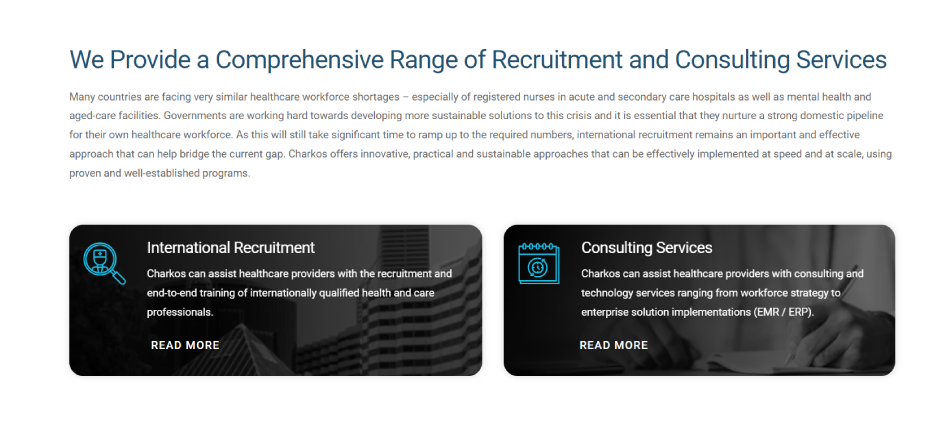 We Provide a Comprehensive Range of Recruitment and Consulting Services
Many countries are facing very similar healthcare workforce shortages – especially of registered nurses in acute and secondary care hospitals as well as mental health and
aged-care facilities. Governments are working hard towards developing more sustainable solutions to this crisis and it is essential that they nurture a strong domestic pipeline
for their own healthcare workforce. As this will still take significant time to ramp up to the required numbers, international recruitment remains an important and effective
approach that can help bridge the current gap. Charkos offers innovative, practical and sustainable approaches that can be effectively implemented at speed and at scale, using
proven and well-established programs.
International Recruitment
Charkos can assist healthcare providers with the recruitment and
end-to-end training of internationally qualified health and care
professionals.
READ MORE
Consulting Services
Charkos can assist healthcare providers with consulting and
technology services ranging from workforce strategy to
enterprise solution implementations (EMR / ERP).
READ MORE